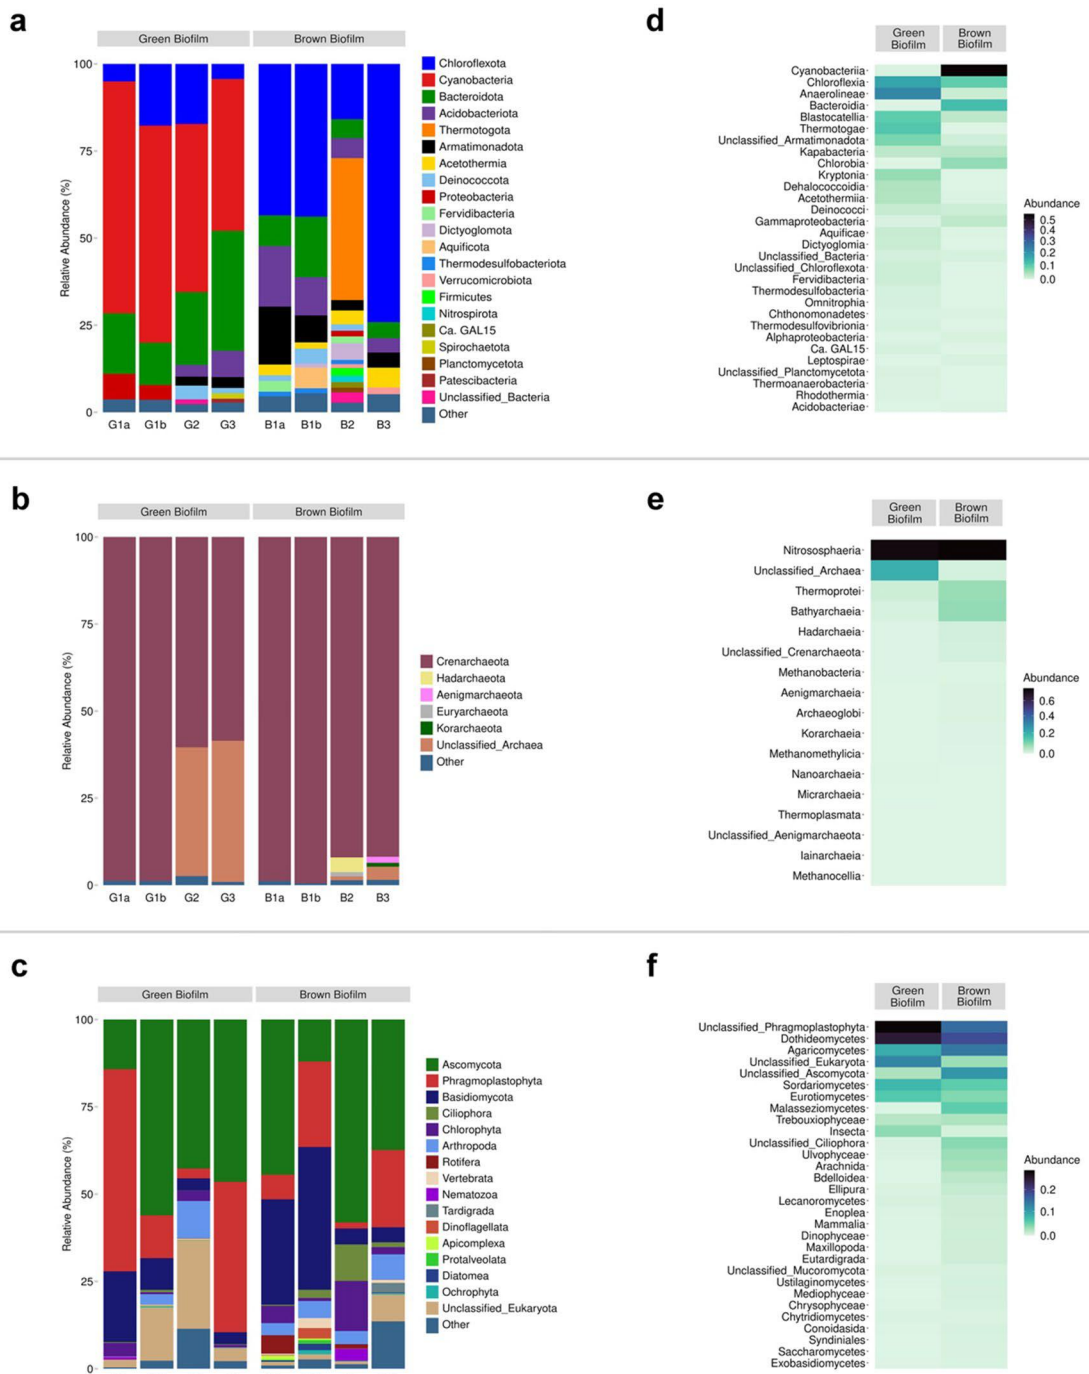 a
Green Biofilm
Brown Biofilm
Relative Abundance (%)
100
75
50
25
0
G1a
G1b
G2
G3
B1a
B1b
B2
B3
Chloroflexota
Cyanobacteria
Bacteroidota
Acidobacteriota
Thermotogota
Armatimonadota
Acetothermia
Deinococcota
Proteobacteria
Fervidibacteria
Dictyoglomota
Aquificota
Thermodesulfobacteriota
Verrucomicrobiota
Firmicutes
Nitrospirota
Ca. GAL15
Spirochaetota
Planctomycetota
Patescibacteria
Unclassified_Bacteria
Other
d
Green Biofilm
Brown Biofilm
Cyanobacteriia
Chloroflexia
Anaerolineae
Bacteroidia
Blastocatellia
Thermotogae
Unclassified_Armatimonadota
Kapabacteria
Chlorobia
Kryptonia
Dehalococcoidia
Acetothermiia
Deinococci
Gammaproteobacteria
Aquificae
Dictyoglomia
Unclassified_Bacteria
Unclassified_Chloroflexota
Fervidibacteria
Thermodesulfobacteria
Omnitrophia
Chthonomonadetes
Thermodesulfovibrionia
Alphaproteobacteria
Ca. GAL15
Leptospirae
Unclassified_Planctomycetota
Thermoanaerobacteria
Rhodothermia
Acidobacteriae
Abundance
0.5
0.4
0.3
0.2
0.1
0.0
b
Green Biofilm
Brown Biofilm
Relative Abundance (%)
100
75
50
25
0
G1a
G1b
G2
G3
B1a
B1b
B2
B3
Crenarchaeota
Hadarchaeota
Aenigmarchaeota
Euryarchaeota
Korarchaeota
Unclassified_Archaea
Other
e
Green Biofilm
Brown Biofilm
Nitrososphaeria
Unclassified_Archaea
Thermoprotei
Bathyarchaeia
Hadarchaeia
Unclassified_Crenarchaeota
Methanobacteria
Aenigmarchaeia
Archaeoglobi
Korarchaeia
Methanomethylicia
Nanoarchaeia
Micrarchaeia
Thermoplasmata
Unclassified_Aenigmarchaeota
Iainarchaeia
Methanocellia
Abundance
0.6
0.4
0.2
0.0
c
Green Biofilm
Brown Biofilm
Relative Abundance (%)
100
75
50
25
0
Ascomycota
Phragmoplastophyta
Basidiomycota
Ciliophora
Chlorophyta
Arthropoda
Rotifera
Vertebrata
Nematozoa
Tardigrada
Dinoflagellata
Apicomplexa
Protalveolata
Diatomea
Ochrophyta
Unclassified_Eukaryota
Other
f
Green Biofilm
Brown Biofilm
Unclassified_Phragmoplastophyta
Dothideomycetes
Agaricomycetes
Unclassified_Eukaryota
Unclassified_Ascomycota
Sordariomycetes
Eurotiomycetes
Malasseziomycetes
Trebouxiophyceae
Insecta
Unclassified_Ciliophora
Ulvophyceae
Arachnida
Bdelloidea
Ellipura
Lecanoromycetes
Enoplea
Mammalia
Dinophyceae
Maxillopoda
Eutardigrada
Unclassified_Mucoromycota
Ustilaginomycetes
Mediophyceae
Chrysophyceae
Chytridiomycetes
Conoidasida
Syndiniales
Saccharomycetes
Exobasidiomycetes
Abundance
0.2
0.1
0.0